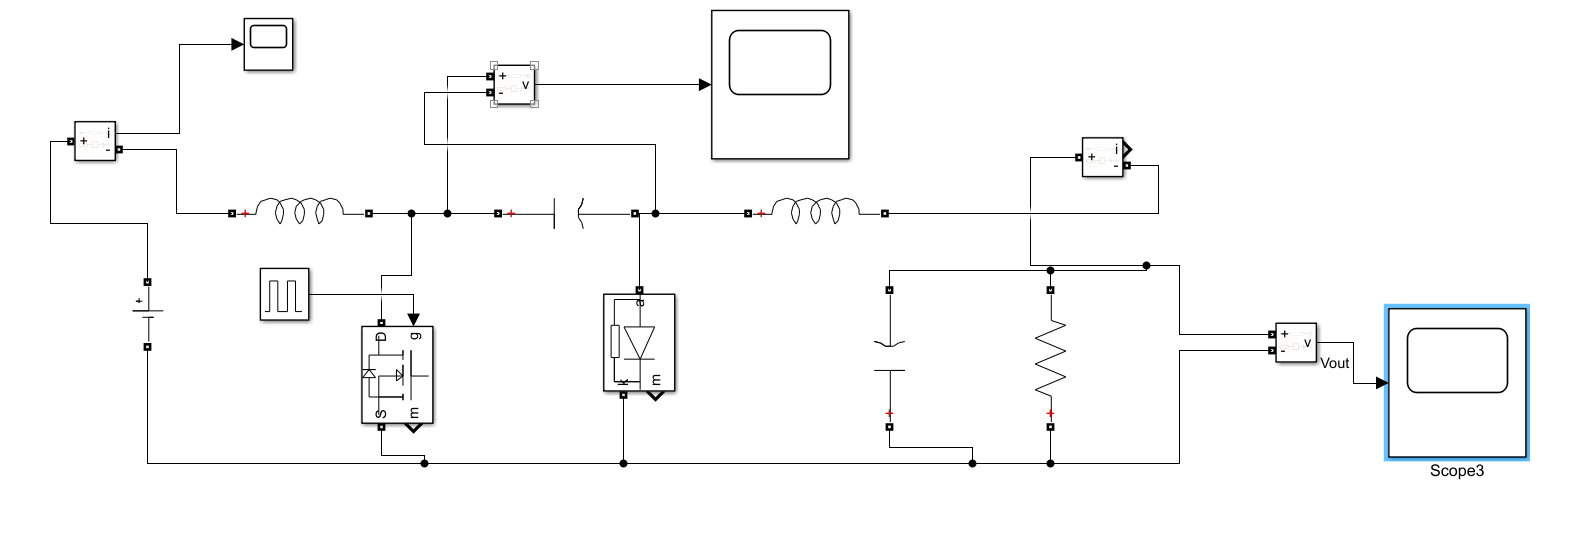 +
v
-
i
+
-
i
+
-
+
+
+
+
D
g
a
+
v
-
Vout
k
m
S
m
+
+
Scope3